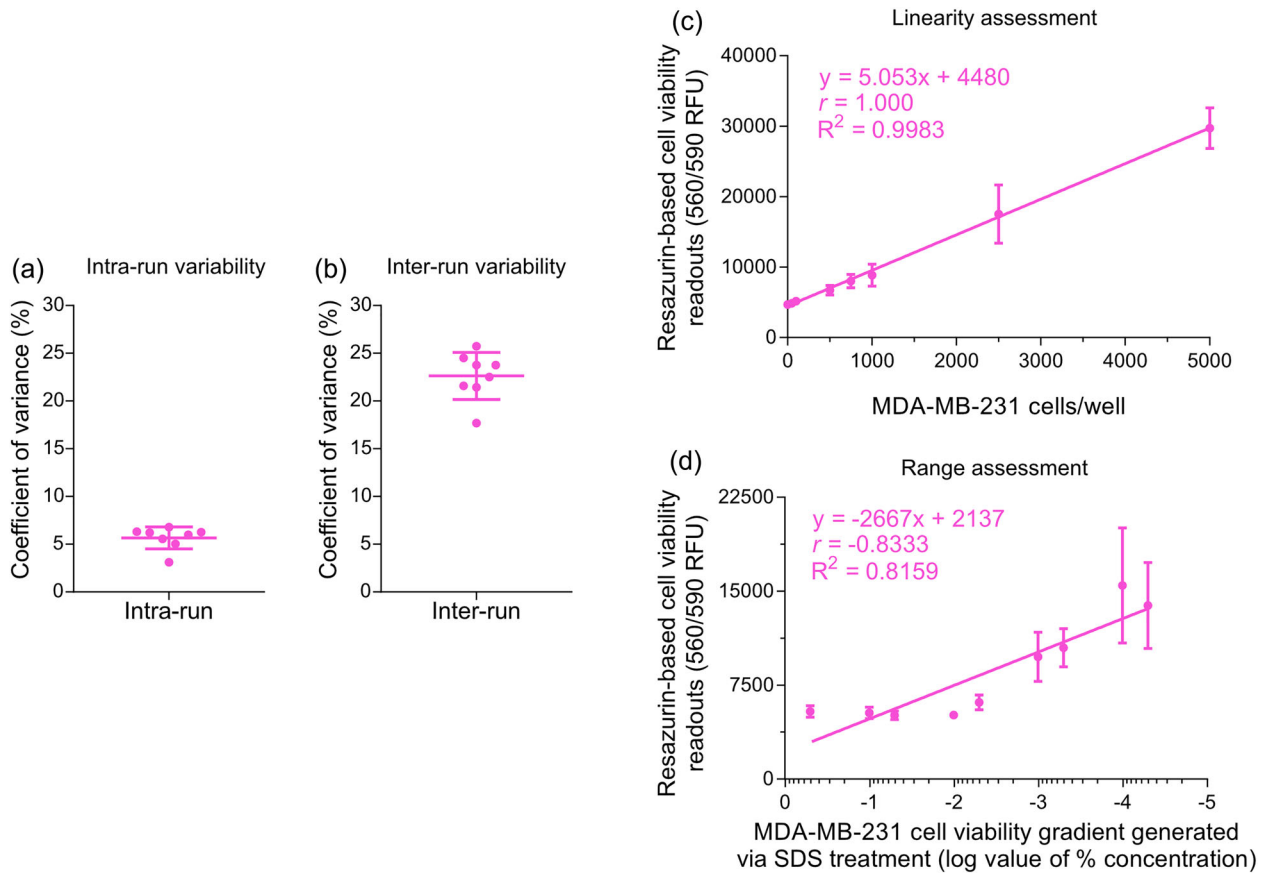 (a)
Intra-run variability
Coefficient of variance (%)
30
25
20
15
10
5
0
Intra-run
(b)
Inter-run variability
Coefficient of variance (%)
30
25
20
15
10
5
0
Inter-run
(c)
Linearity assessment
Resazurin-based cell viability
readouts (560/590 RFU)
40000
30000
20000
10000
0
y = 5.053x + 4480
r = 1.000
R² = 0.9983
0 1000 2000 3000 4000 5000
MDA-MB-231 cells/well
(d)
Range assessment
Resazurin-based cell viability
readouts (560/590 RFU)
22500
15000
7500
0
y = -2667x + 2137
r = -0.8333
R² = 0.8159
0 -1 -2 -3 -4 -5
MDA-MB-231 cell viability gradient generated
via SDS treatment (log value of % concentration)